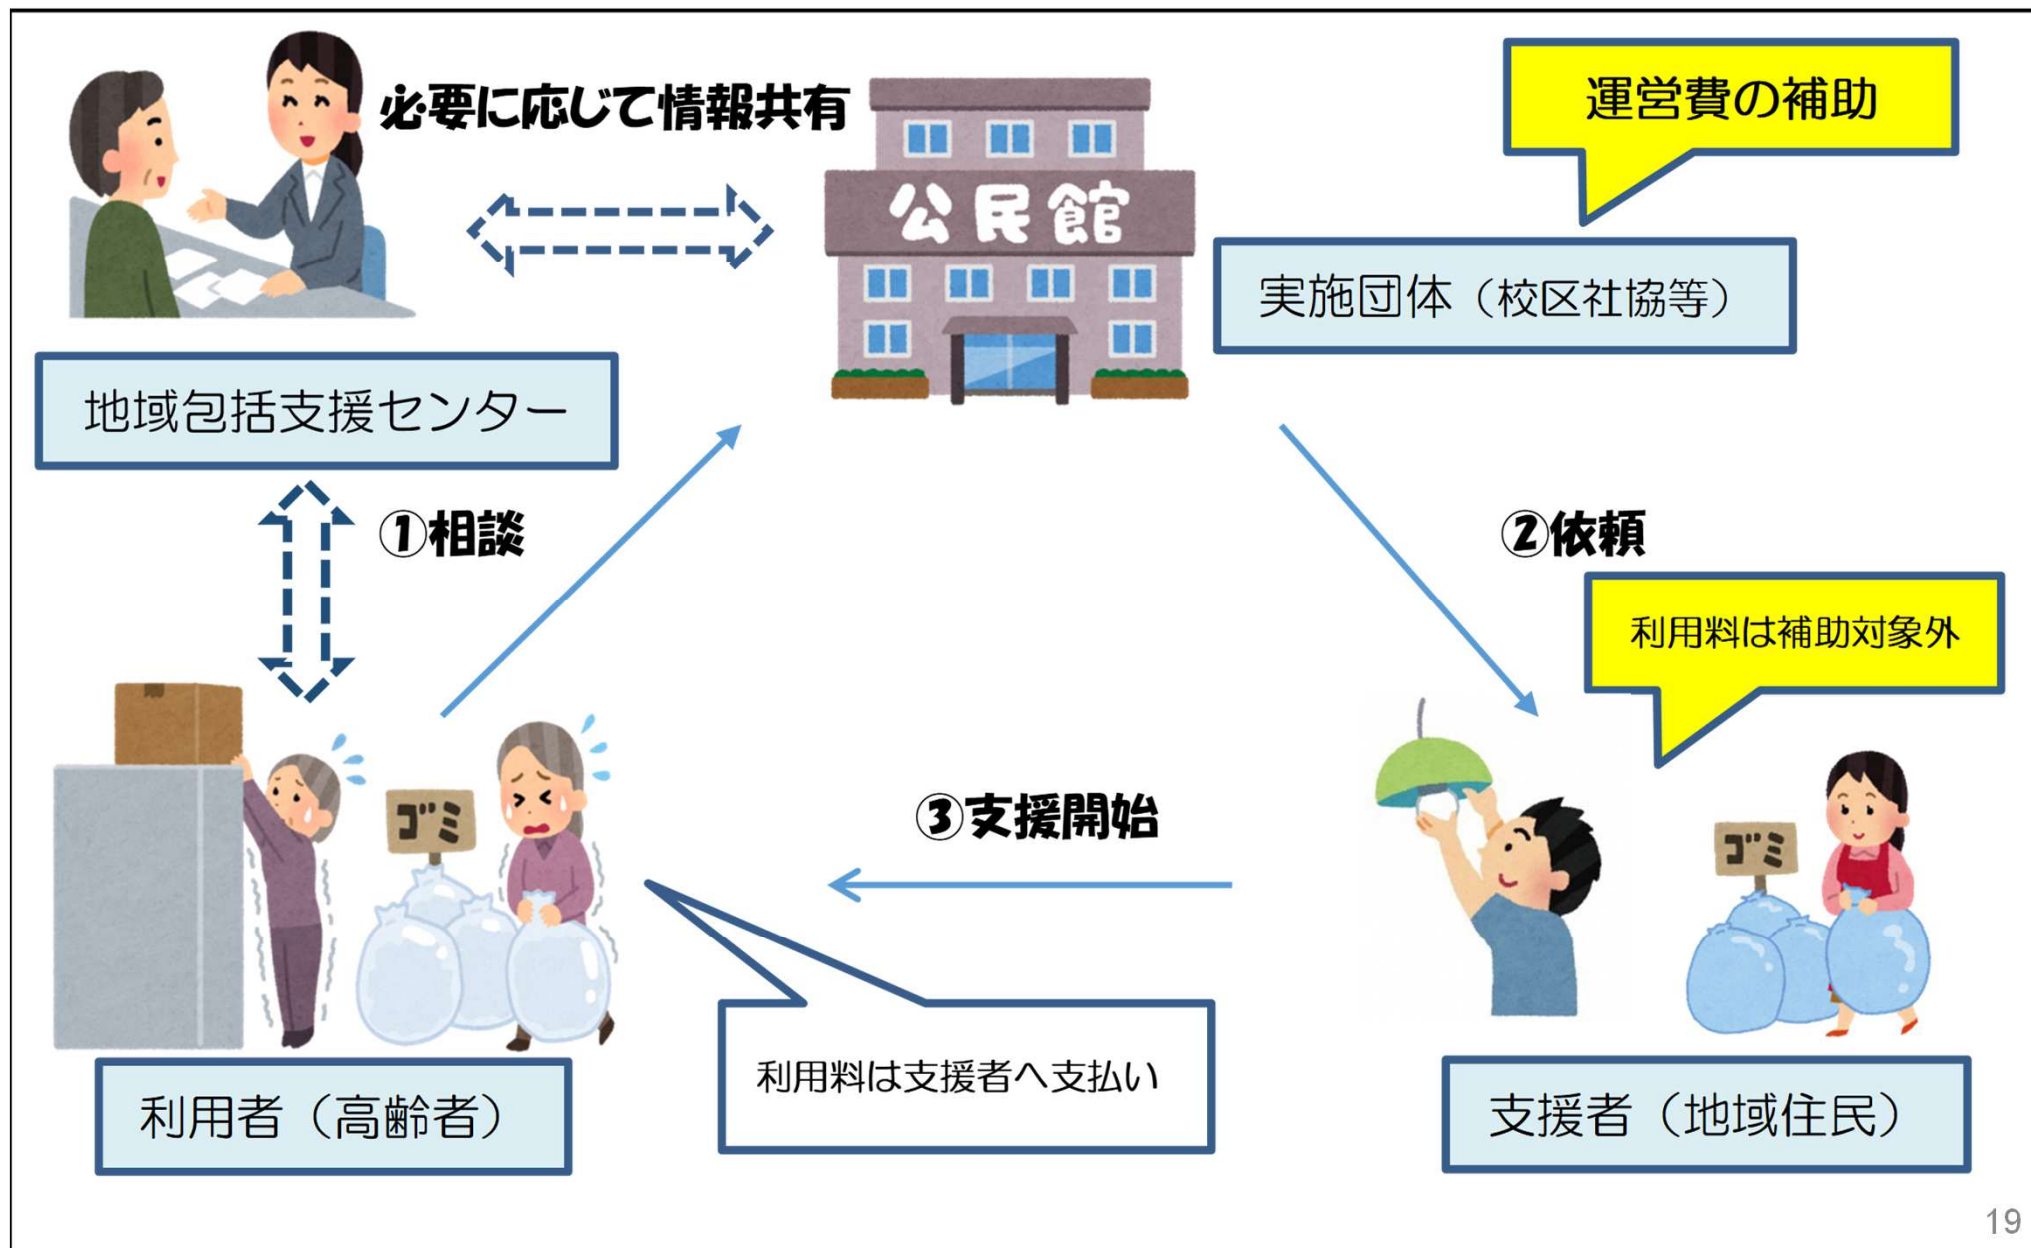 必要に応じて情報共有
運営費の補助
公民館
実施団体（校区社協等）
地域包括支援センター
①相談
②依頼
利用料は補助対象外
ゴミ
③支援開始
ゴミ
利用料は支援者へ支払い
利用者（高齢者）
支援者（地域住民）
19